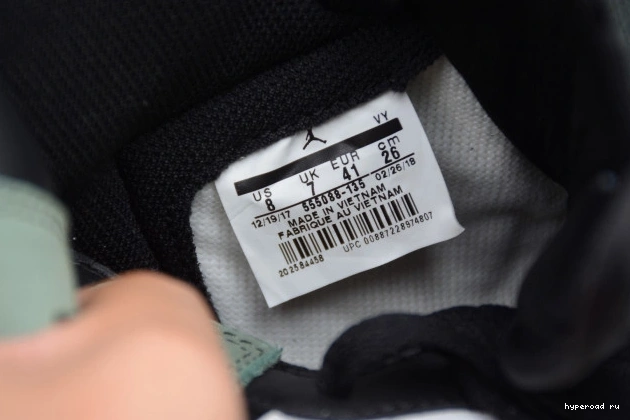 VY
US UK EUR cm
8 7 41 26
12/19/17 555088-135 02/26/18
MADE IN VIETNAM
FABRIQUE AU VIETNAM
202584458 UPC 00887228974807
hyperoad ru